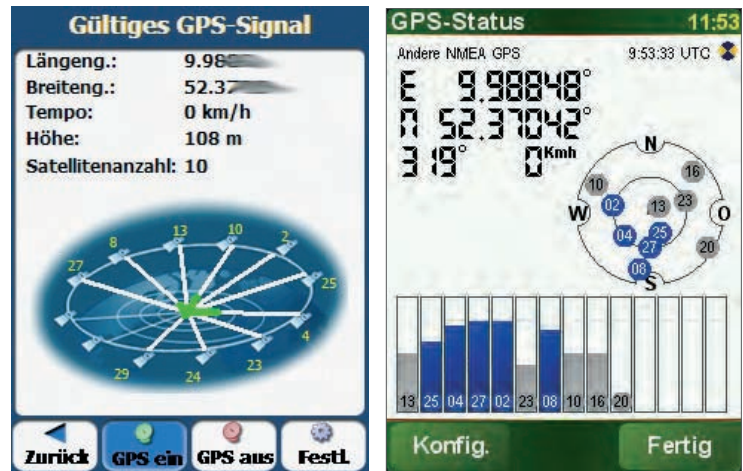 Gültiges GPS-Signal
Längeng.: 9.98
Breiteng.: 52.37
Tempo: 0 km/h
Höhe: 108 m
Satellitenanzahl: 10
13
10
2
8
27
25
4
23
24
29
Zurück
GPS ein
GPS aus
Festl.
GPS-Status 11:53
Andere NMEA GPS 9:53:33 UTC
E 9.98848°
N 52.37042°
319° 0 Kmh
N
16
10
02
13
23
W
O
04
25
27
20
08
S
13 25 04 27 02 23 08 10 16 20
Konfig. Fertig